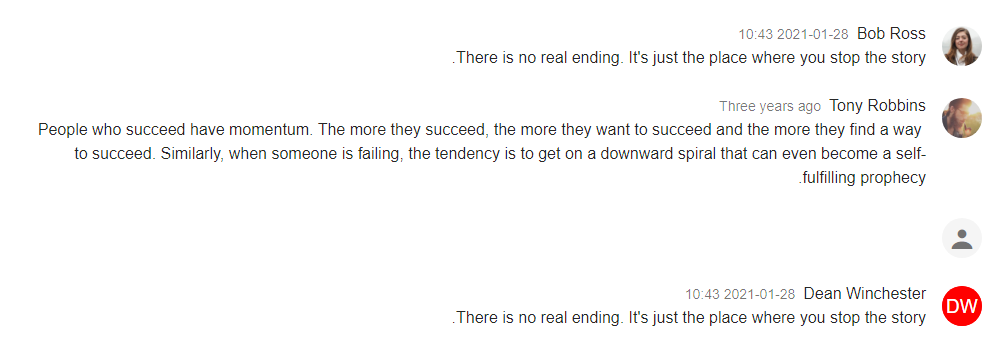 10:43 2021-01-28 Bob Ross
.There is no real ending. It's just the place where you stop the story
Three years ago Tony Robbins
People who succeed have momentum. The more they succeed, the more they want to succeed and the more they find a way
to succeed. Similarly, when someone is failing, the tendency is to get on a downward spiral that can even become a self-
.fulfilling prophecy
10:43 2021-01-28 Dean Winchester
DW
.There is no real ending. It's just the place where you stop the story